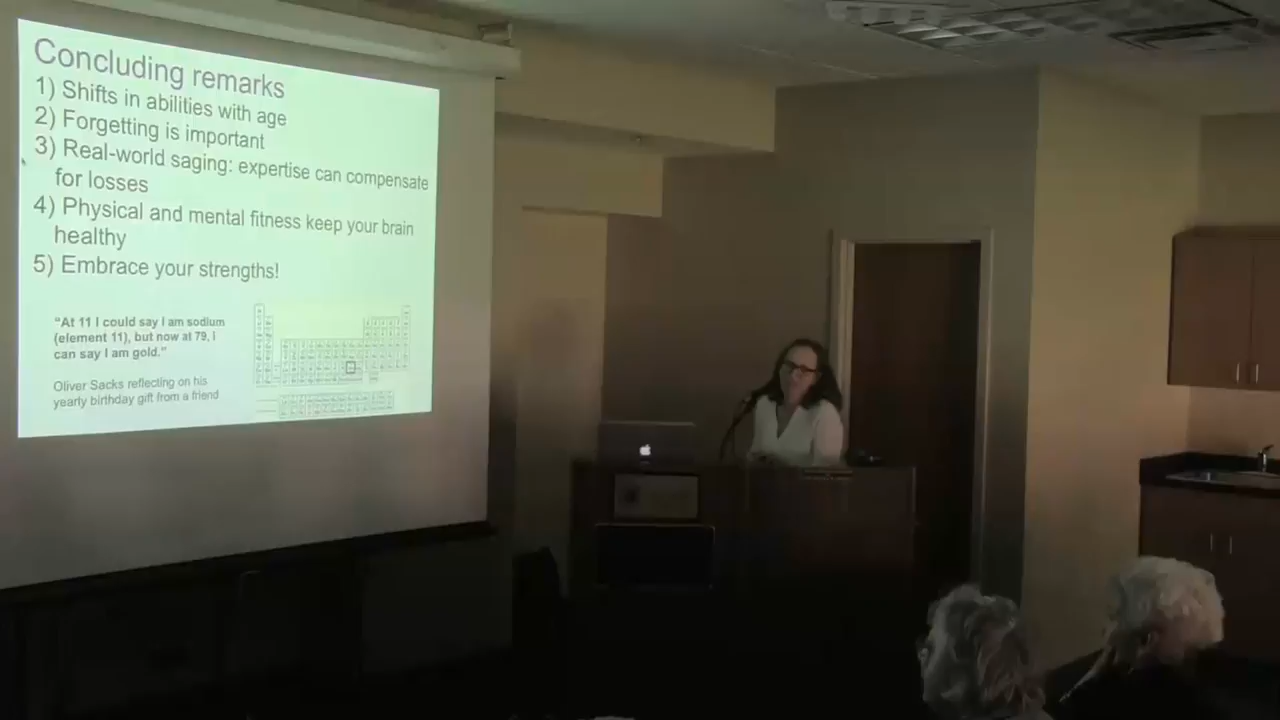 Concluding remarks
1) Shifts in abilities with age
2) Forgetting is important
3) Real-world saging: expertise can compensate
for losses
4) Physical and mental fitness keep your brain
healthy
5) Embrace your strengths!
“At 11 I could say I am sodium
(element 11), but now at 79, I
can say I am gold.”
Oliver Sacks reflecting on his
yearly birthday gift from a friend